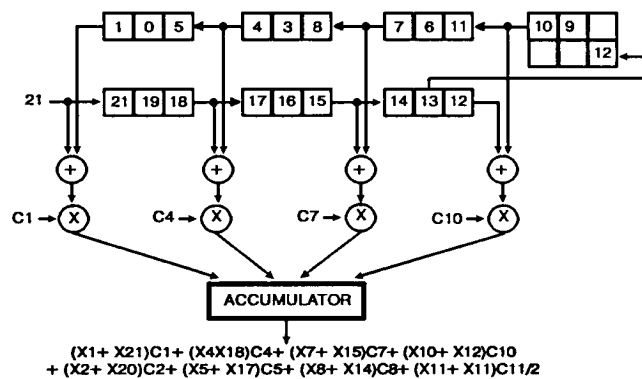 1 0 5 4 3 8 7 6 11 10 9
12
21 21 19 18 17 16 15 14 13 12
+ + + +
C1 X C4 X C7 X C10 X
ACCUMULATOR
(X1+ X21)C1+ (X4X18)C4+ (X7+ X15)C7+ (X10+ X12)C10
+ (X2+ X20)C2+ (X5+ X17)C5+ (X8+ X14)C8+ (X11+ X11)C11/2